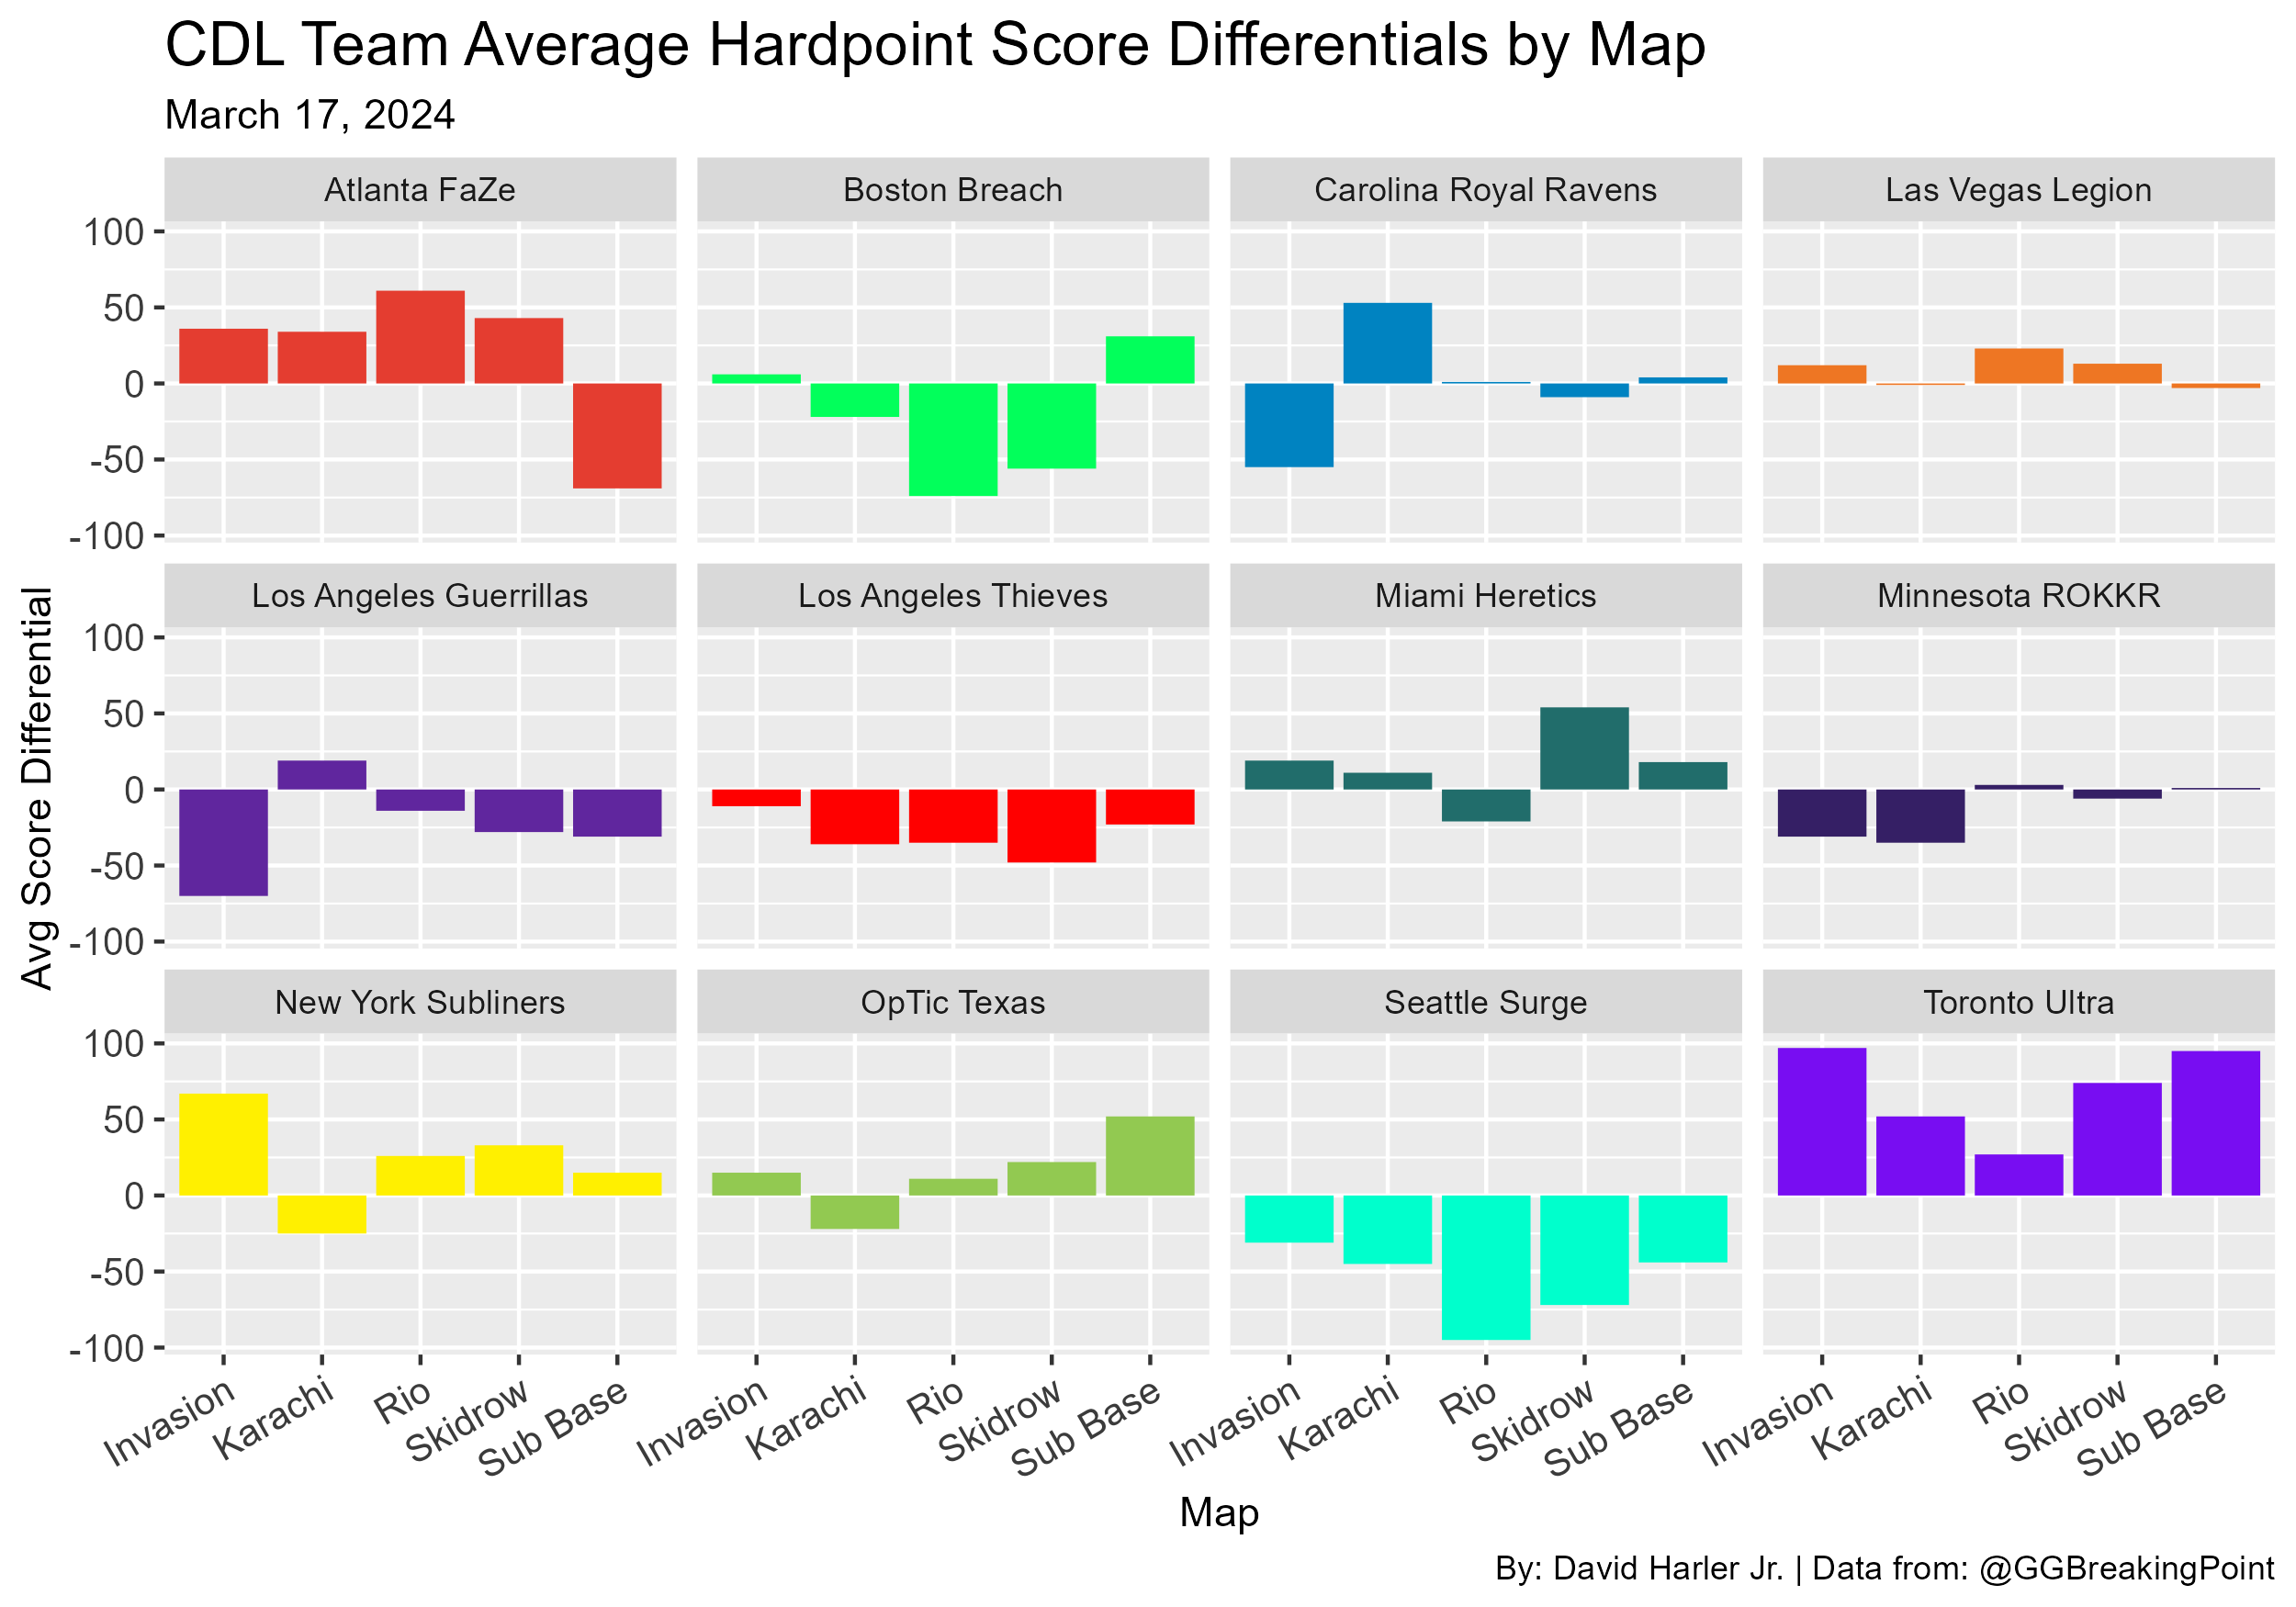 CDL Team Average Hardpoint Score Differentials by Map
March 17, 2024
Atlanta FaZe Boston Breach Carolina Royal Ravens Las Vegas Legion
100
50
0
-50
-100
Los Angeles Guerrillas Los Angeles Thieves Miami Heretics Minnesota ROKKR
100
50
0
-50
-100
Avg Score Differential
New York Subliners OpTic Texas Seattle Surge Toronto Ultra
100
50
0
-50
-100
Invasion Karachi Rio Skidrow Sub Base Invasion Karachi Rio Skidrow Sub Base Invasion Karachi Rio Skidrow Sub Base Invasion Karachi Rio Skidrow Sub Base
Map
By: David Harler Jr. | Data from: @GGBreakingPoint